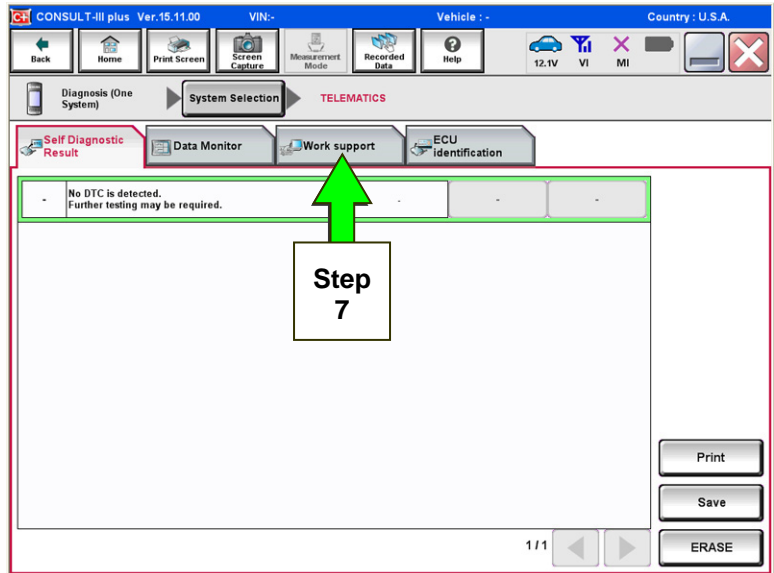 C+ CONSULT-III plus Ver.15.11.00 VIN:- Vehicle : - Country : U.S.A.
Back
Home
Print Screen
Screen
Capture
Measurement
Mode
Recorded
Data
Help
12.1V VI MI
Diagnosis (One
System)
System Selection
TELEMATICS
Self Diagnostic
Result
Data Monitor
Work support
ECU
identification
- No DTC is detected. - - -
Further testing may be required.
Step
7
Print
Save
1/1
ERASE